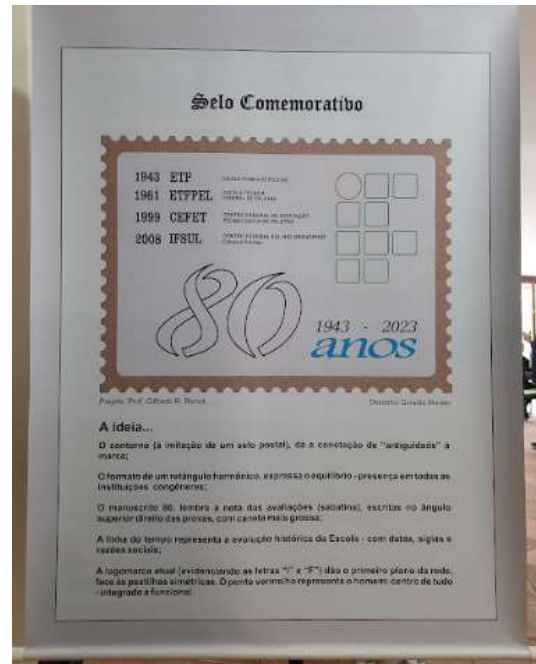 Selo Comemorativo
1943 ETP
1961 ETFPEL
1999 CEFET
2008 IFSUL
80
1943 - 2023
anos
A ideia...
O contorno (à imitação de um selo postal), dá a conotação de "antiguidade" à
marca;
O formato de um retângulo harmônico, expressa o equilíbrio - presença em todas as
instituições congêneres;
O manuscrito 80, lembra a nota das avaliações (sabatina), escritas no ângulo
superior direito das provas, com caneta mais grossa;
A linha do tempo representa a evolução histórica da Escola - com datas, siglas e
razões sociais;
A logomarca atual (evidenciando as letras "I" e "F") dão o primeiro plano da rede,
face às pastilhas simétricas. O ponto vermelho representa o homem: centro de tudo
- integrado e funcional.